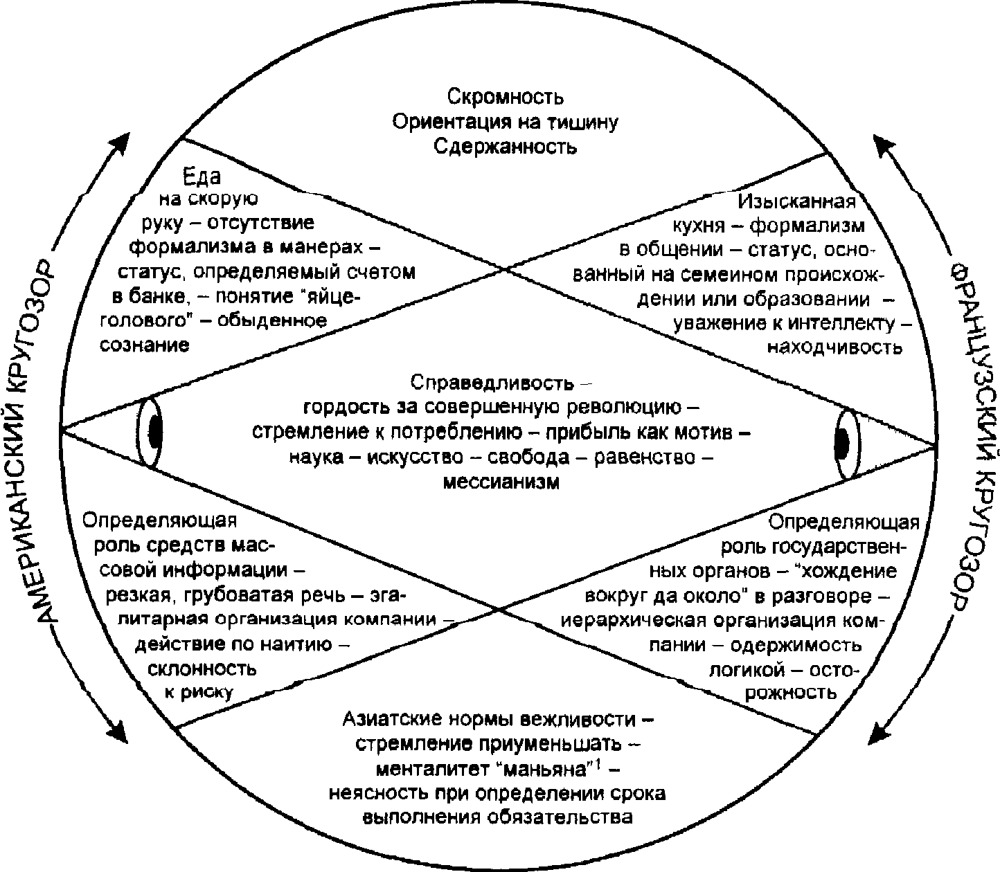 Скромность
Ориентация на тишину
Сдержанность
Еда
на скорую
руку – отсутствие
формализма в манерах –
статус, определяемый счетом
в банке, – понятие “яйце-
голового” – обыденное
сознание
Изысканная
кухня – формализм
в общении – статус, осно-
ванный на семейном происхож-
дении или образовании –
уважение к интеллекту –
находчивость
АМЕРИКАНСКИЙ КРУГОЗОР
ФРАНЦУЗСКИЙ КРУГОЗОР
Справедливость –
гордость за совершенную революцию –
стремление к потреблению – прибыль как мотив –
наука – искусство – свобода – равенство –
мессианизм
Определяющая
роль средств мас-
совой информации –
резкая, грубоватая речь – эга-
литарная организация компании –
действие по наитию –
склонность
к риску
Определяющая
роль государствен-
ных органов – “хождение
вокруг да около” в разговоре –
иерархическая организация ком-
пании – одержимость
логикой – осто-
рожность
Азиатские нормы вежливости –
стремление приуменьшать –
менталитет “маньяна”¹ –
неясность при определении срока
выполнения обязательства